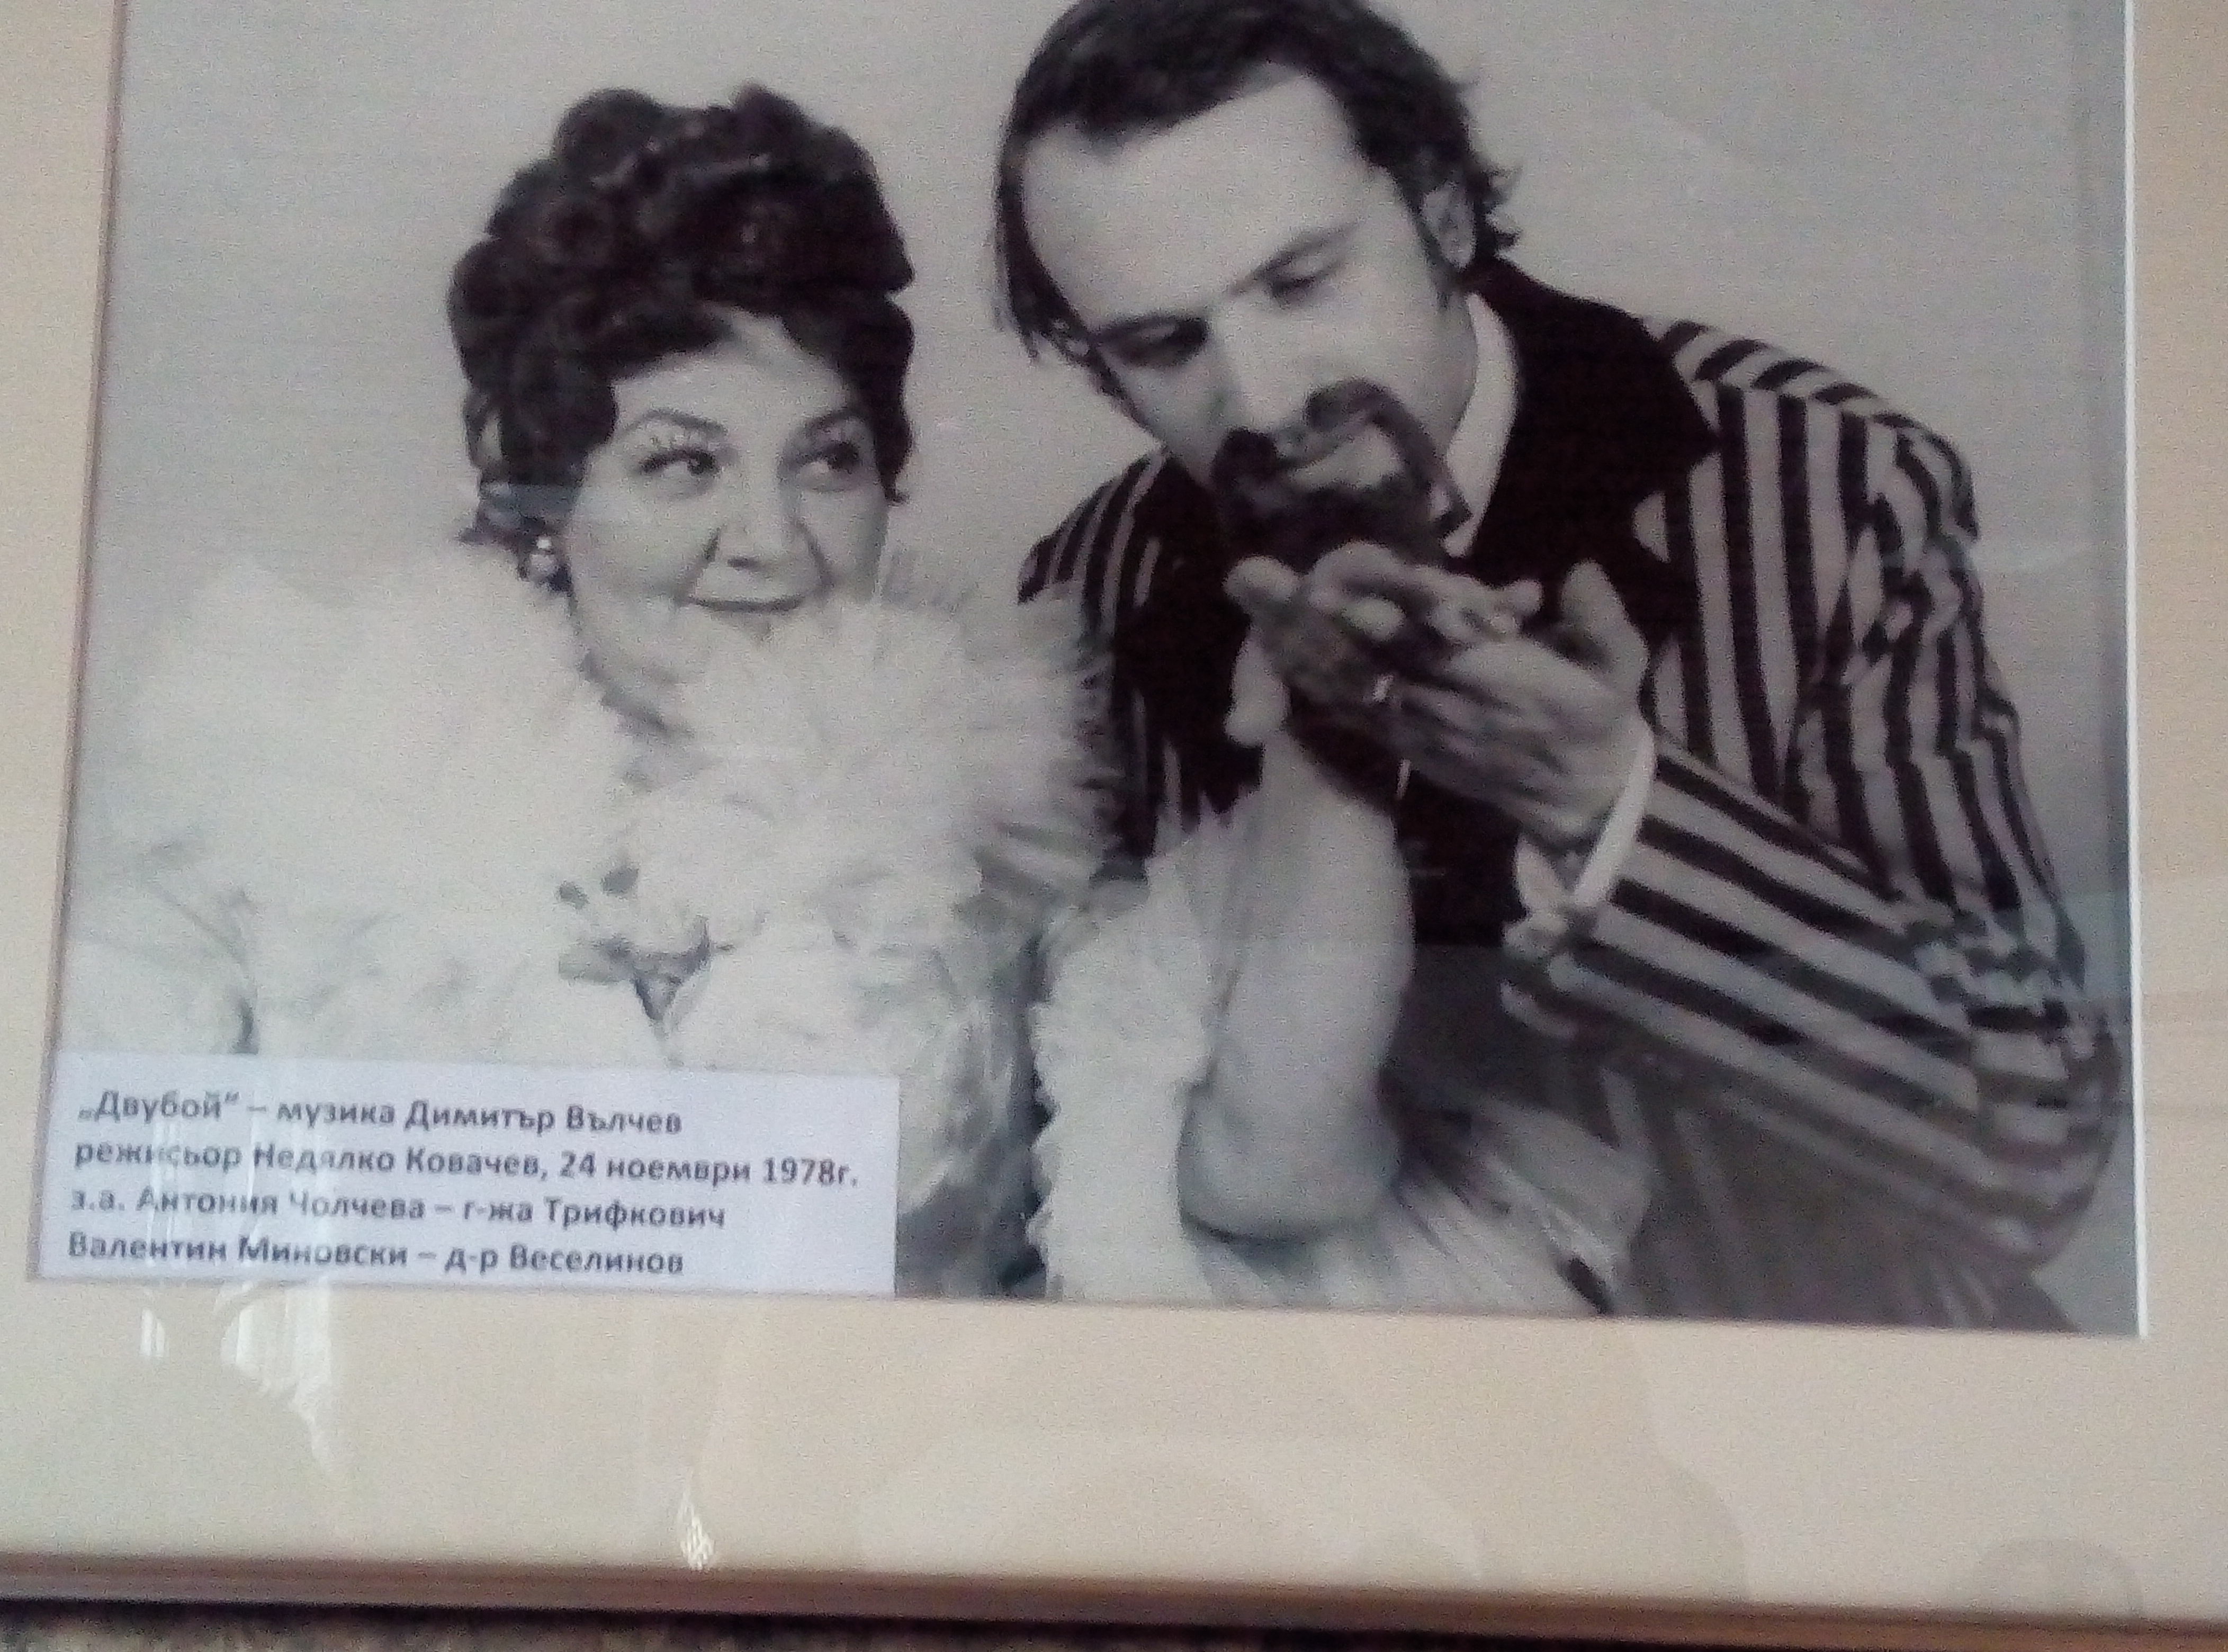 „Двубой“ – музика Димитър Вълчев
режисьор Недялко Ковачев, 24 ноември 1978г.
з.а. Антония Чолчева – г-жа Трифкович
Валентин Миновски – д-р Веселинов